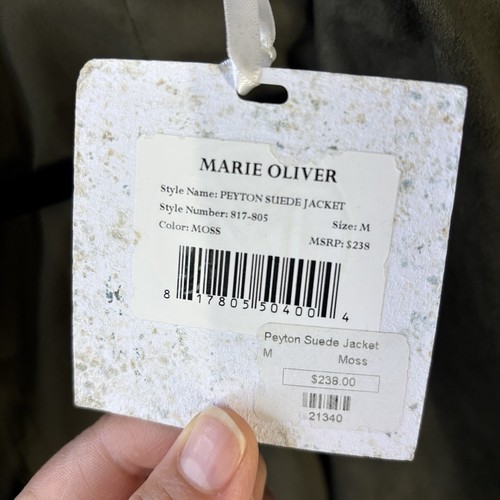 MARIE OLIVER
Style Name: PEYTON SUEDE JACKET
Style Number: 817-805
Size: M
Color: MOSS
MSRP: $238
8 17805 50400 4
Peyton Suede Jacket
M Moss
$238.00
21340